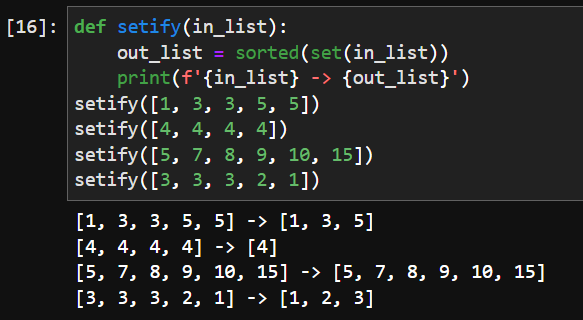 [16]: def setify(in_list):
    out_list = sorted(set(in_list))
    print(f'{in_list} -> {out_list}')
setify([1, 3, 3, 5, 5])
setify([4, 4, 4, 4])
setify([5, 7, 8, 9, 10, 15])
setify([3, 3, 3, 2, 1])
[1, 3, 3, 5, 5] -> [1, 3, 5]
[4, 4, 4, 4] -> [4]
[5, 7, 8, 9, 10, 15] -> [5, 7, 8, 9, 10, 15]
[3, 3, 3, 2, 1] -> [1, 2, 3]